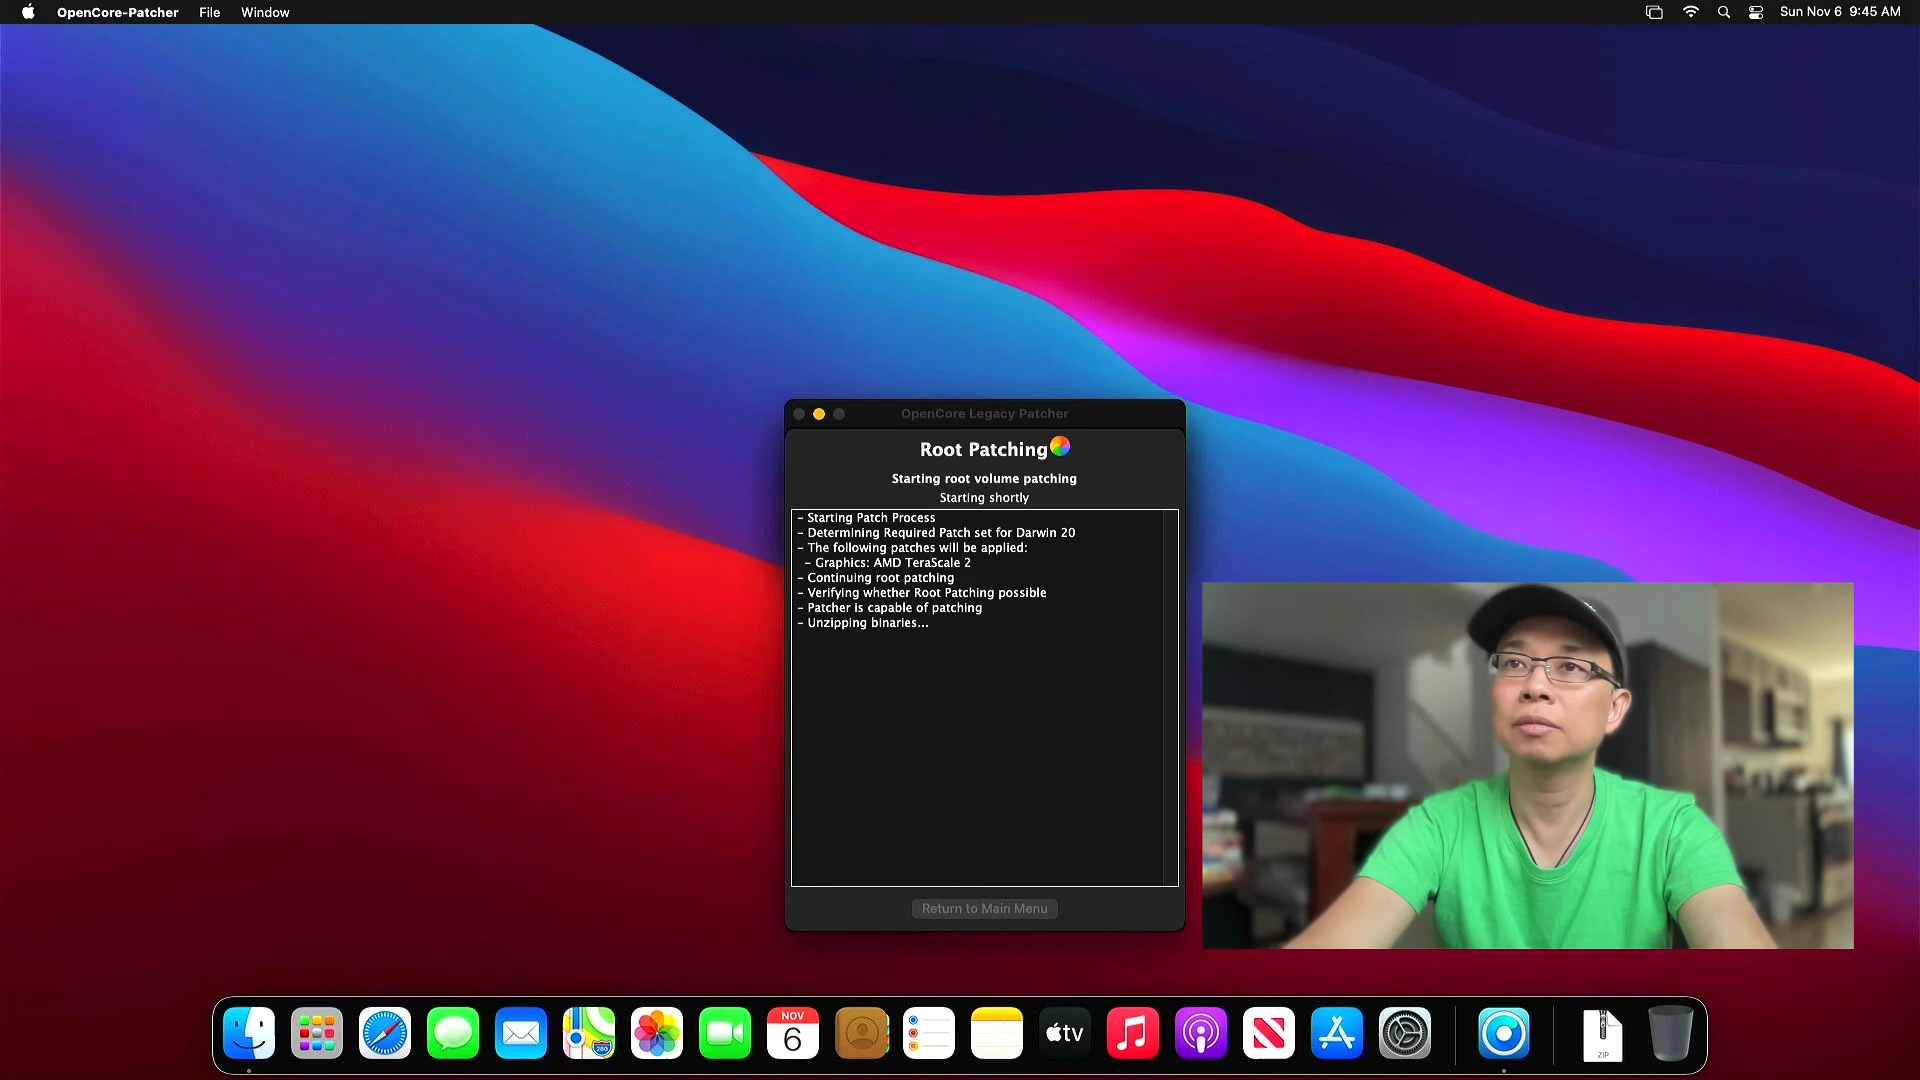 OpenCore-Patcher File Window
Sun Nov 6 9:45 AM
OpenCore Legacy Patcher
Root Patching
Starting root volume patching
Starting shortly
- Starting Patch Process
- Determining Required Patch set for Darwin 20
- The following patches will be applied:
- Graphics: AMD TeraScale 2
- Continuing root patching
- Verifying whether Root Patching possible
- Patcher is capable of patching
- Unzipping binaries...
Return to Main Menu
280
NOV
6
tv
ZIP